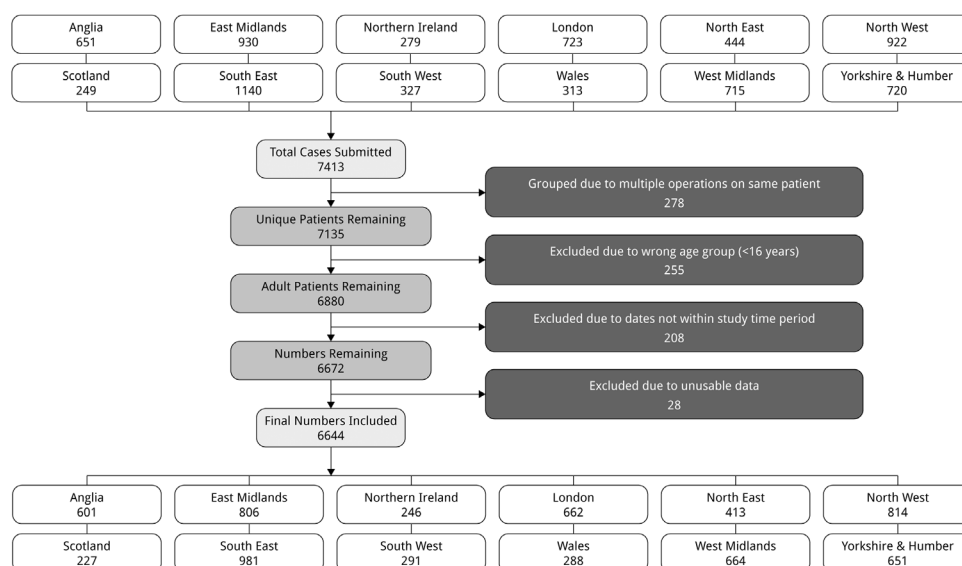 Anglia
651
East Midlands
930
Northern Ireland
279
London
723
North East
444
North West
922
Scotland
249
South East
1140
South West
327
Wales
313
West Midlands
715
Yorkshire & Humber
720
Total Cases Submitted
7413
Grouped due to multiple operations on same patient
278
Unique Patients Remaining
7135
Excluded due to wrong age group (<16 years)
255
Adult Patients Remaining
6880
Excluded due to dates not within study time period
208
Numbers Remaining
6672
Excluded due to unusable data
28
Final Numbers Included
6644
Anglia
601
East Midlands
806
Northern Ireland
246
London
662
North East
413
North West
814
Scotland
227
South East
981
South West
291
Wales
288
West Midlands
664
Yorkshire & Humber
651